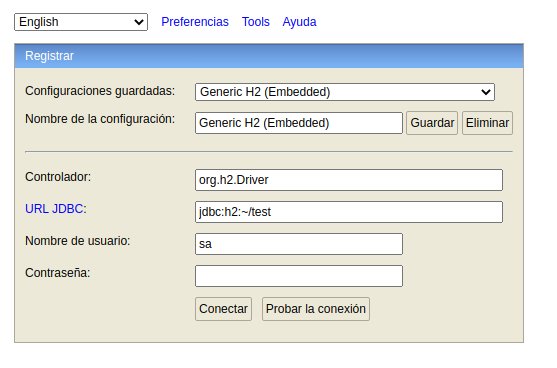 English Preferencias Tools Ayuda
Registrar
Configuraciones guardadas: Generic H2 (Embedded)
Nombre de la configuración: Generic H2 (Embedded) Guardar Eliminar
Controlador: org.h2.Driver
URL JDBC: jdbc:h2:~/test
Nombre de usuario: sa
Contraseña:
Conectar Probar la conexión